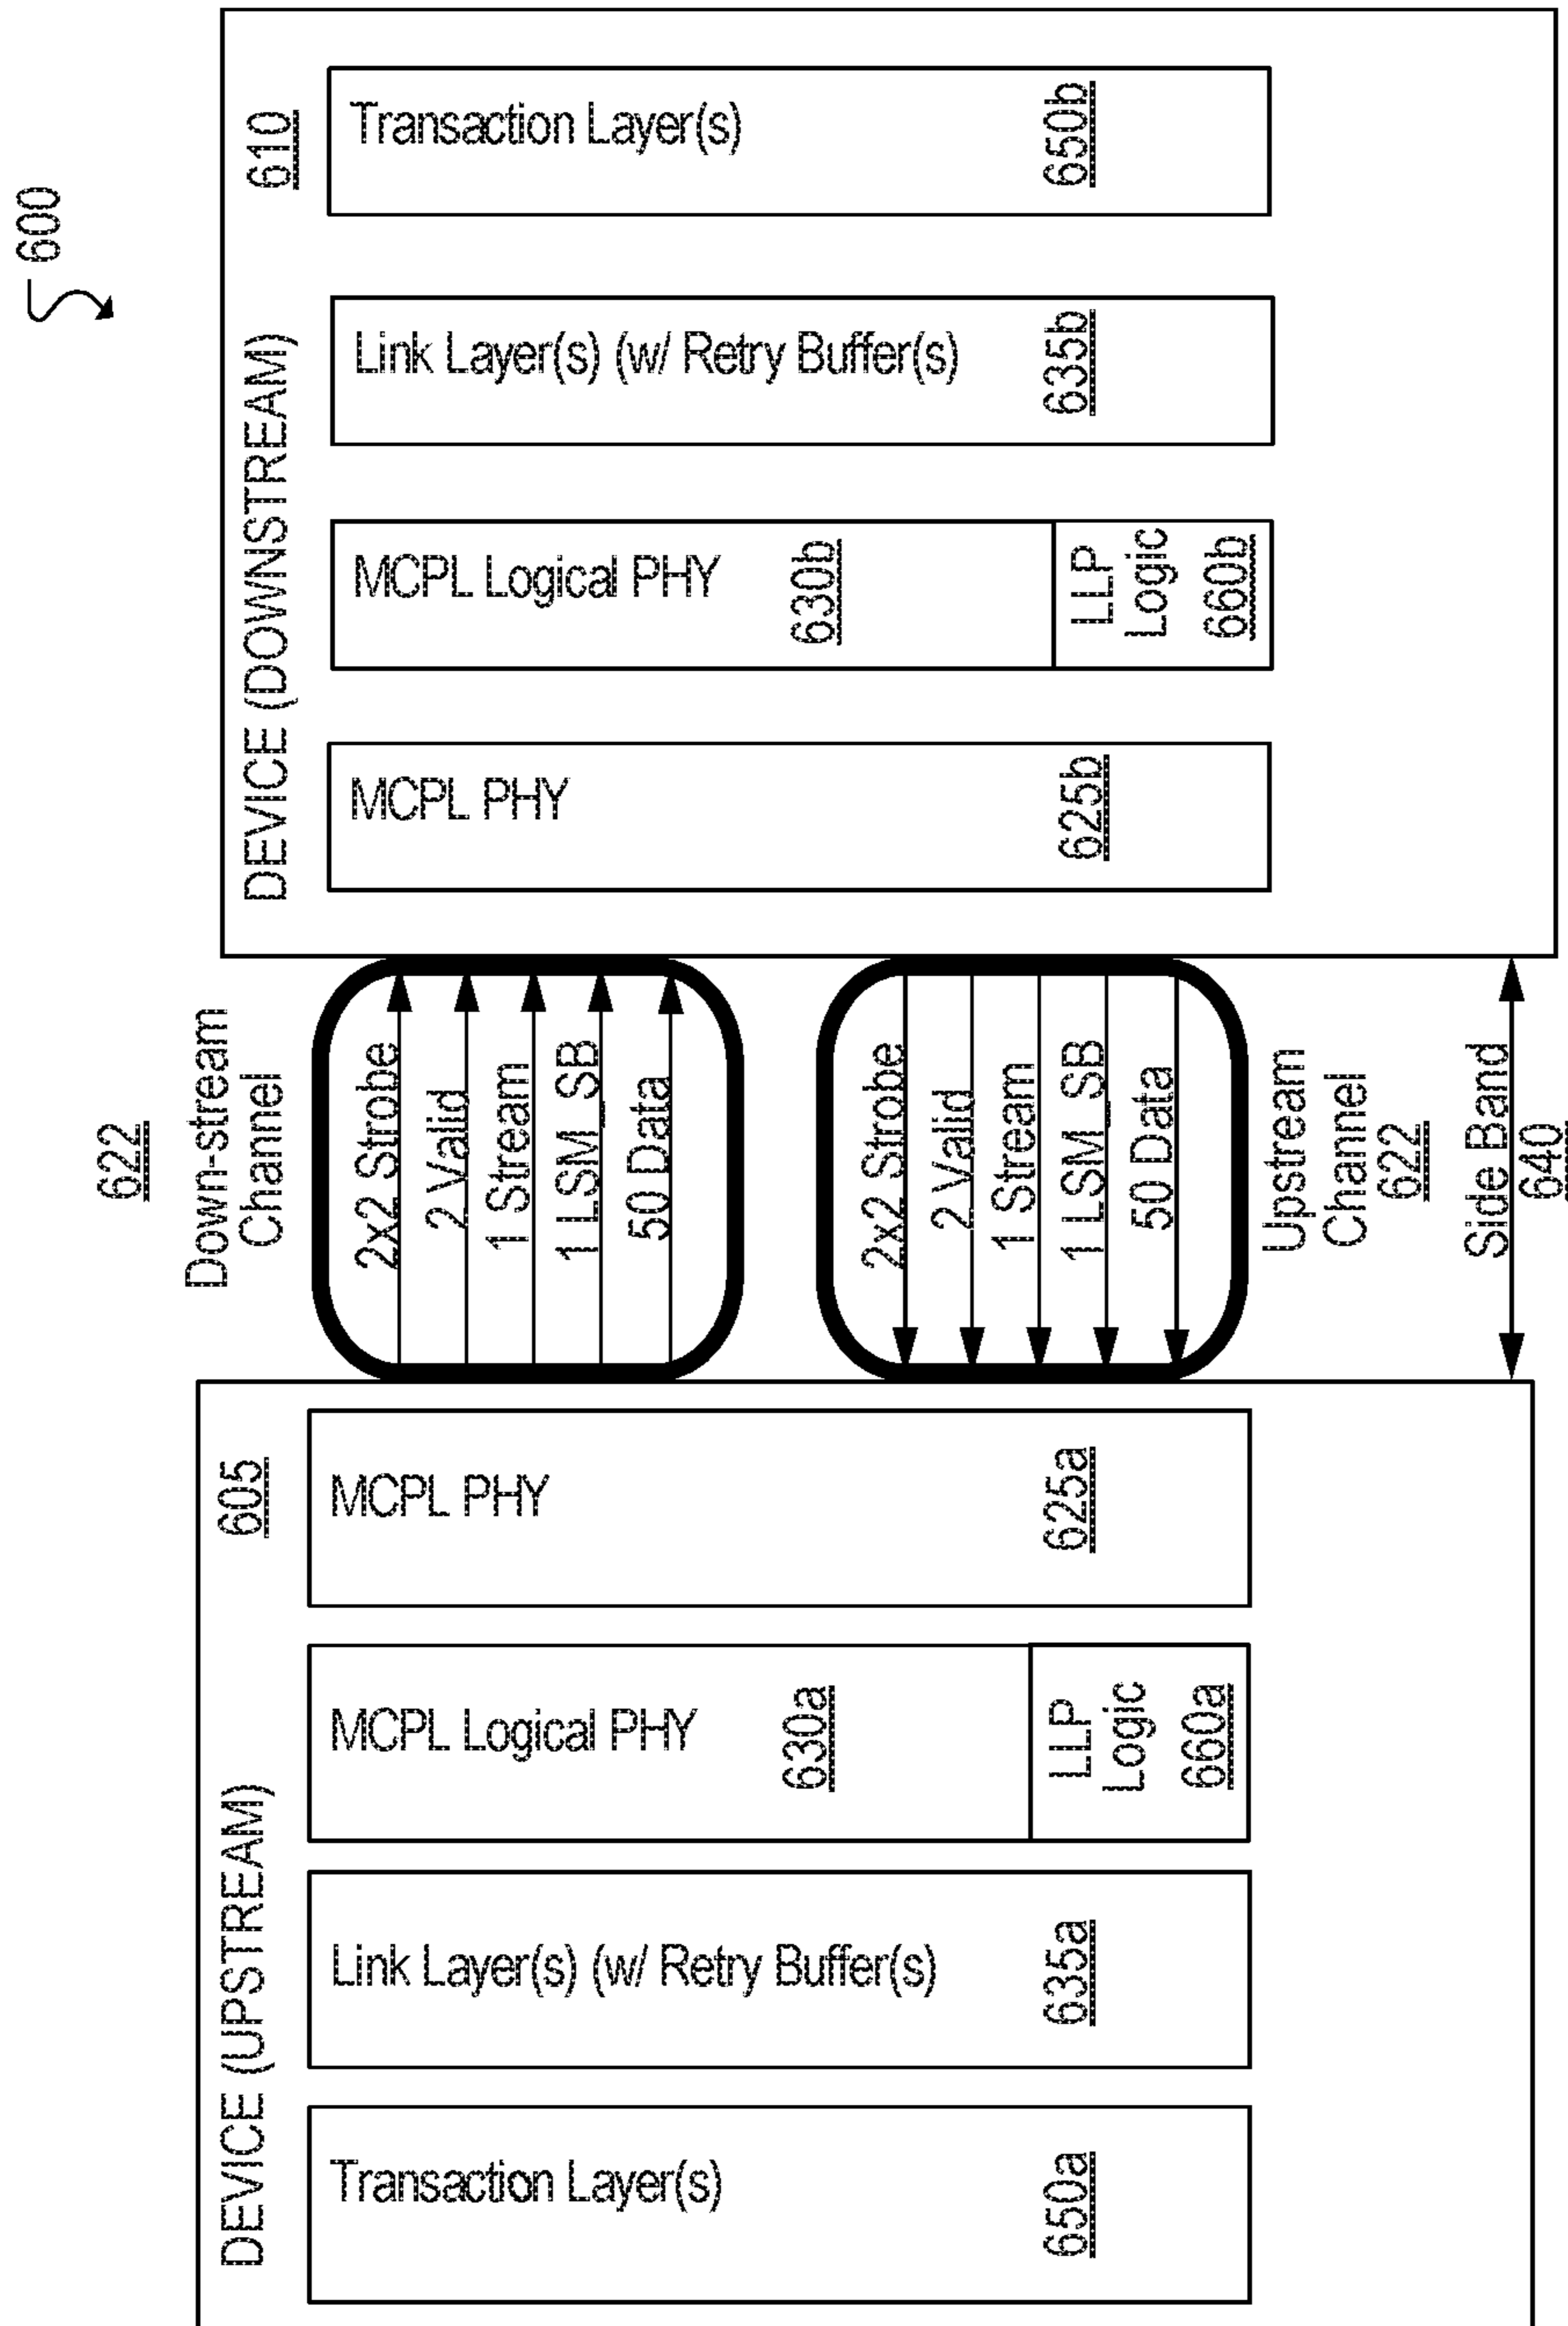 600
DEVICE (UPSTREAM) 605
Transaction Layer(s)
650a
Link Layer(s) (w/ Retry Buffer(s)
635a
MCPL Logical PHY
630a
LLP
Logic
660a
MCPL PHY
625a
622
Down-stream
Channel
2x2 Strobe
2 Valid
1 Stream
1 LSM_SB
50 Data
2x2 Strobe
2 Valid
1 Stream
1 LSM_SB
50 Data
Upstream
Channel
622
Side Band
640
DEVICE (DOWNSTREAM) 610
MCPL PHY
625b
MCPL Logical PHY
630b
LLP
Logic
660b
Link Layer(s) (w/ Retry Buffer(s)
635b
Transaction Layer(s)
650b